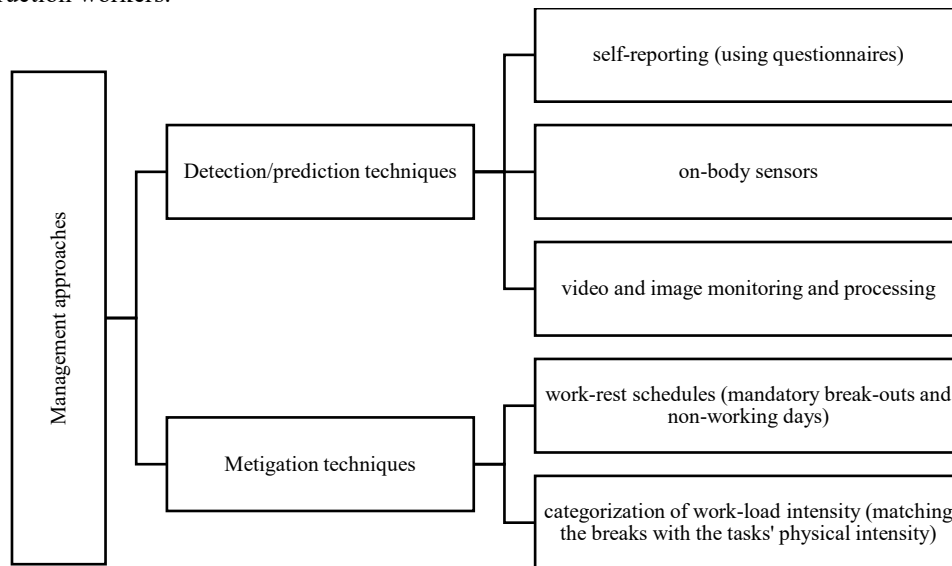 self-reporting (using questionnaires)
Detection/prediction techniques
on-body sensors
video and image monitoring and processing
Management approaches
work-rest schedules (mandatory break-outs and
non-working days)
Metigation techniques
categorization of work-load intensity (matching
the breaks with the tasks' physical intensity)